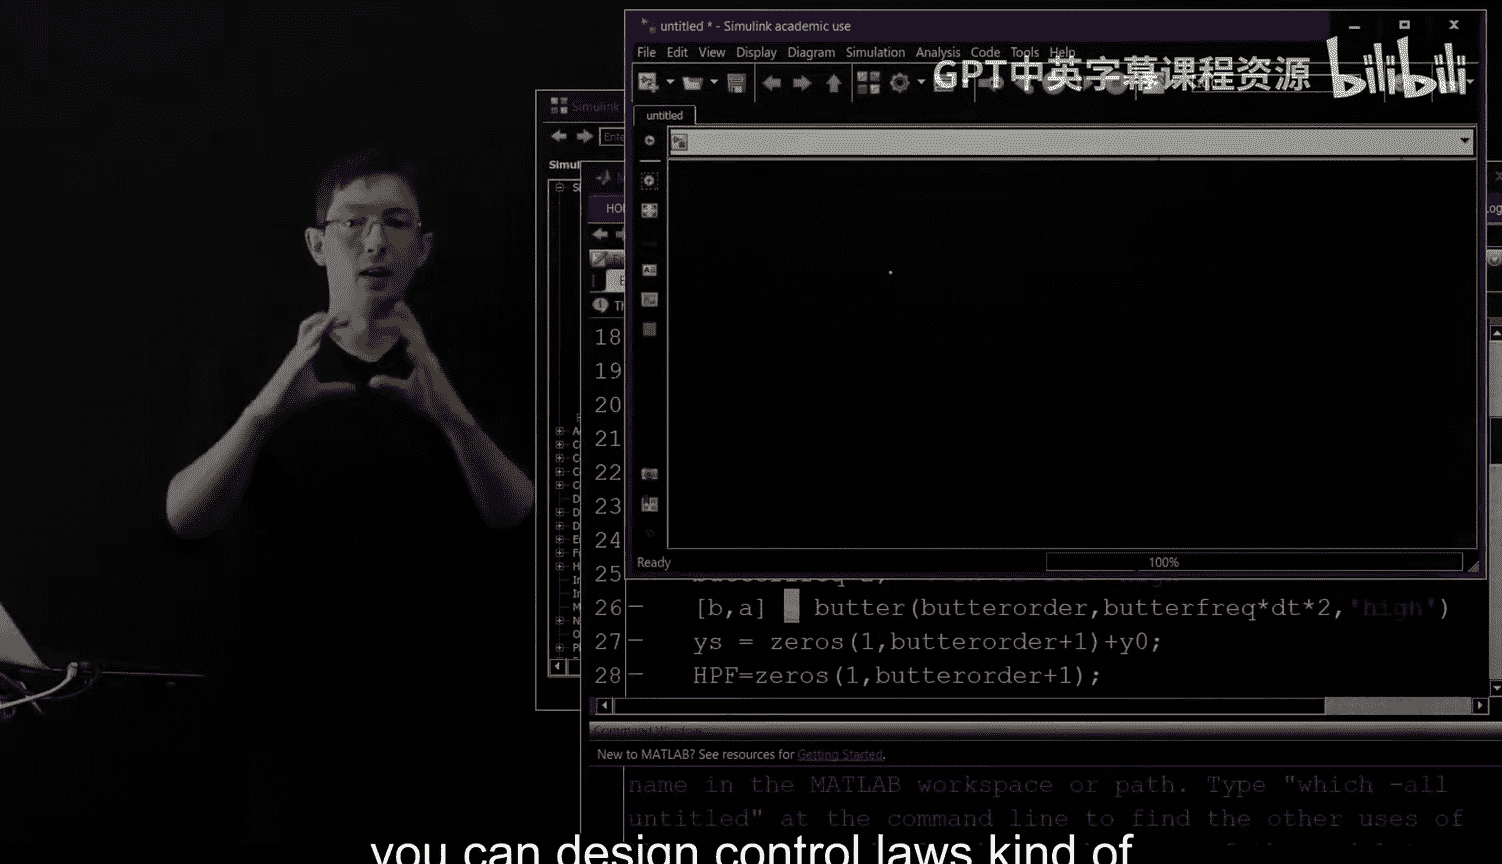 untitled * - Simulink academic use
File Edit View Display Diagram Simulation Analysis Code Tools Help
GPT中英字幕课程资源 bilibili
untitled
Simulink
Simul
18
19
20
21
22
23
24
25
Ready
100%
26 [b,a] butter(butterorder,butterfreq*dt*2,'high')
27 ys = zeros(1,butterorder+1)+y0;
28 HPF=zeros(1,butterorder+1);
Command Window
New to MATLAB? See resources for Getting Started.
name in the MATLAB workspace or path. Type "which -all
untitled" at the command line to find the other uses of
you can design control laws kind of